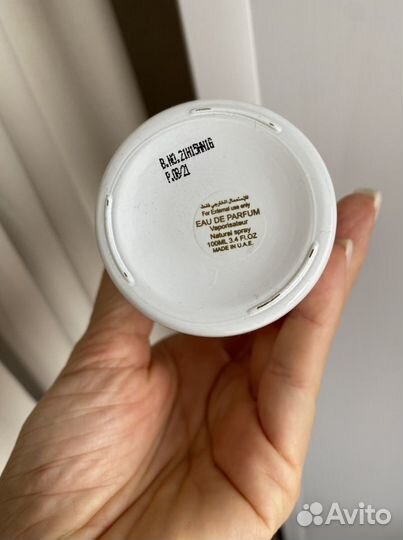 B.NO.21H15NN1G
P.08/21
للاستعمال الخارجي فقط
For External use only
EAU DE PARFUM
Vaporisateur
Natural spray
100ML 3.4 Fl.OZ
MADE IN U.A.E.
Avito